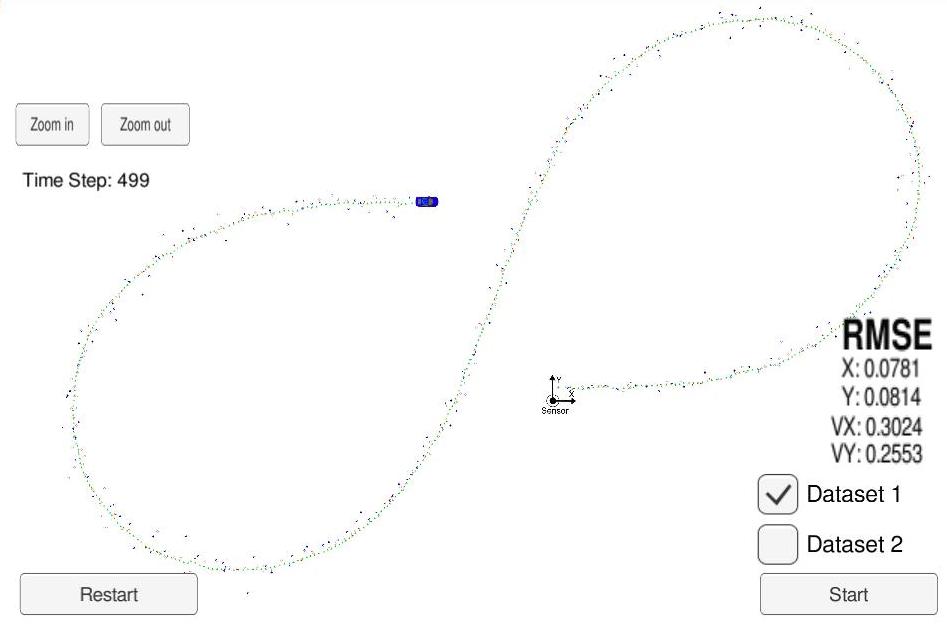 Zoom in
Zoom out
Time Step: 499
Y
X
Sensor
RMSE
X: 0.0781
Y: 0.0814
VX: 0.3024
VY: 0.2553
Dataset 1
Dataset 2
Restart
Start